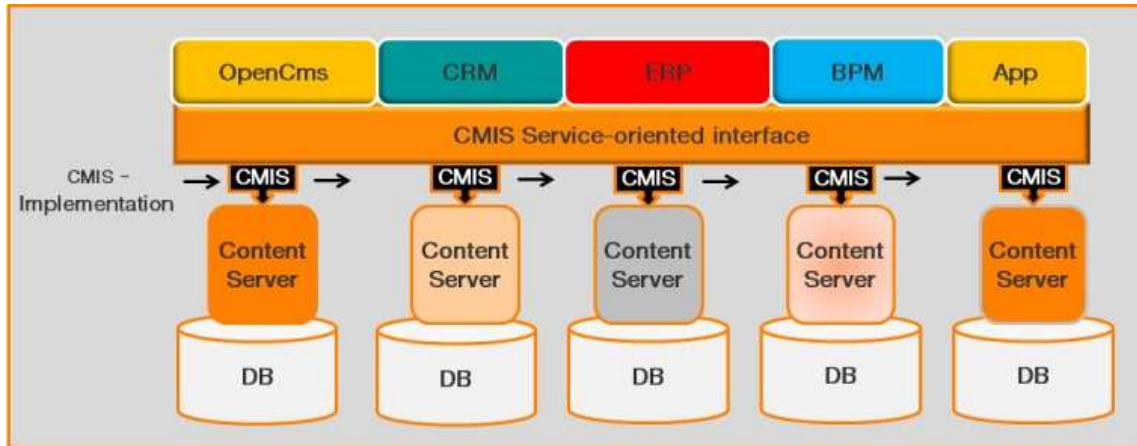 OpenCms CRM ERP BPM App
CMIS Service-oriented interface
CMIS -
Implementation
CMIS CMIS CMIS CMIS CMIS
Content Content Content Content Content
Server Server Server Server Server
DB DB DB DB DB